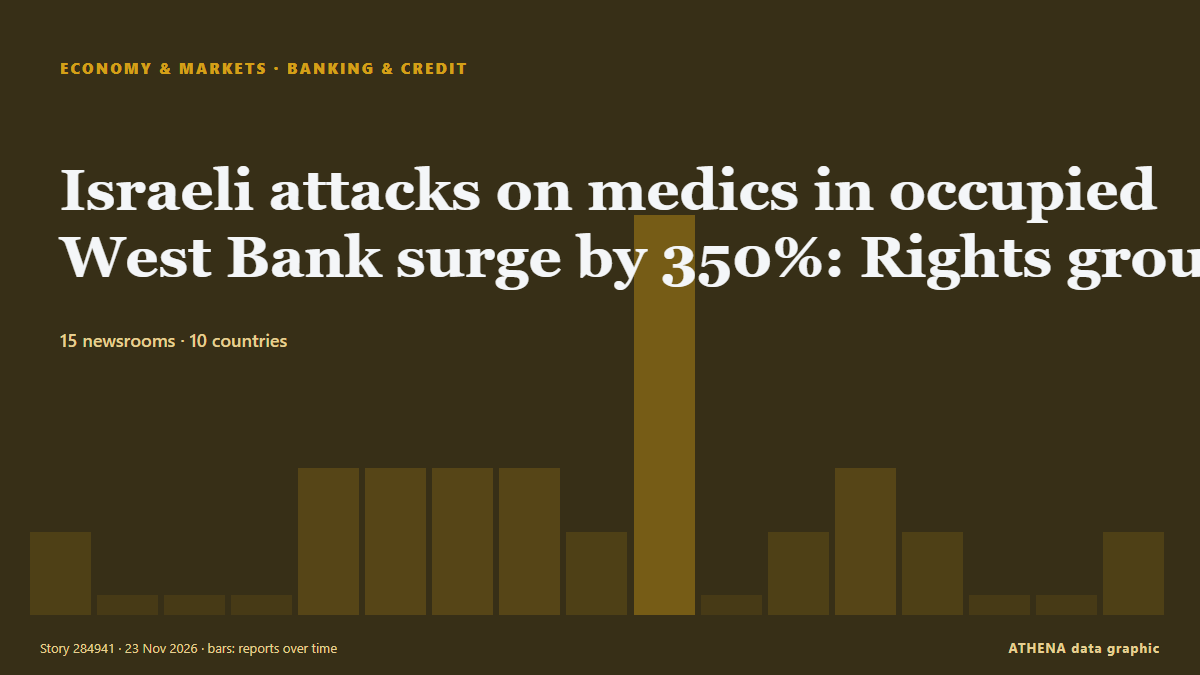 ECONOMY & MARKETS · BANKING & CREDIT
Israeli attacks on medics in occupied
West Bank surge by 350%: Rights grou
15 newsrooms · 10 countries
Story 284941 · 23 Nov 2026 · bars: reports over time
ATHENA data graphic